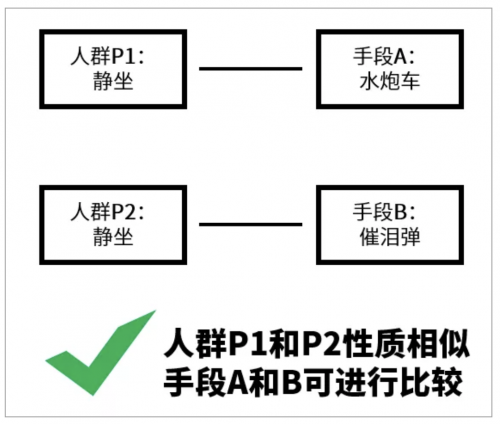 人群P1：
静坐
手段A：
水炮车
人群P2：
静坐
手段B：
催泪弹
人群P1和P2性质相似
手段A和B可进行比较